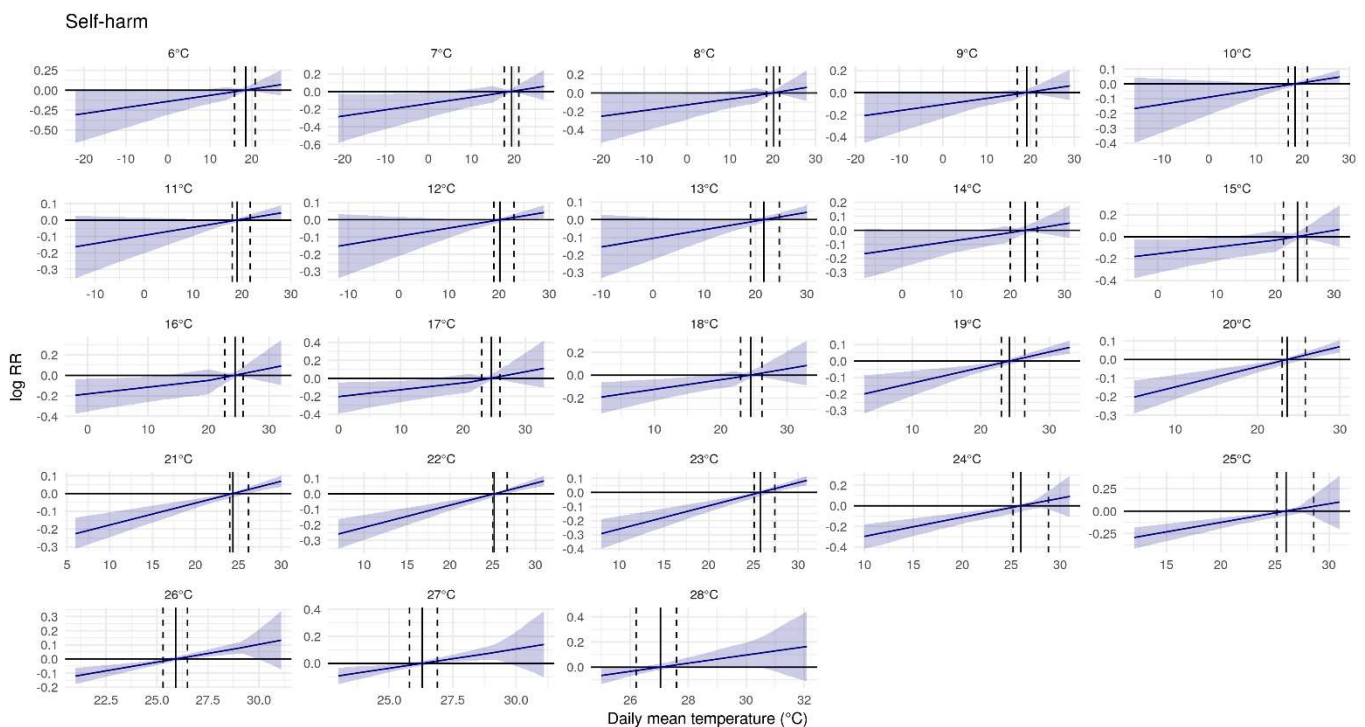 Self-harm
6°C 7°C 8°C 9°C 10°C
0.25 0.00 -0.25 -0.50
0.2 0.0 -0.2 -0.4 -0.6
0.2 0.0 -0.2 -0.4
0.2 0.0 -0.2 -0.4
0.1 0.0 -0.1 -0.2 -0.3 -0.4
-20 -10 0 10 20
-20 -10 0 10 20
-20 -10 0 10 20 30
-20 -10 0 10 20 30
-10 0 10 20 30
11°C 12°C 13°C 14°C 15°C
0.1 0.0 -0.1 -0.2 -0.3
0.1 0.0 -0.1 -0.2 -0.3
0.1 0.0 -0.1 -0.2 -0.3
0.2 0.1 0.0 -0.1 -0.2 -0.3
0.2 0.0 -0.2 -0.4
-10 0 10 20 30
-10 0 10 20 30
-10 0 10 20 30
0 10 20 30
0 10 20 30
16°C 17°C 18°C 19°C 20°C
0.2 0.0 -0.2 -0.4
0.4 0.2 0.0 -0.2 -0.4
0.2 0.0 -0.2
0.1 0.0 -0.1 -0.2 -0.3
0.1 0.0 -0.1 -0.2 -0.3
0 10 20 30
0 10 20 30
10 20 30
10 20 30
10 20 30
log RR
21°C 22°C 23°C 24°C 25°C
0.1 0.0 -0.1 -0.2 -0.3
0.1 0.0 -0.1 -0.2 -0.3
0.1 0.0 -0.1 -0.2 -0.3 -0.4
0.2 0.0 -0.2 -0.4
0.25 0.00 -0.25
5 10 15 20 25 30
10 15 20 25 30
10 15 20 25 30
10 15 20 25 30
15 20 25 30
26°C 27°C 28°C
0.3 0.2 0.1 0.0 -0.1 -0.2
0.4 0.2 0.0
0.4 0.2 0.0
22.5 25.0 27.5 30.0
25.0 27.5 30.0
26 28 30 32
Daily mean temperature (°C)